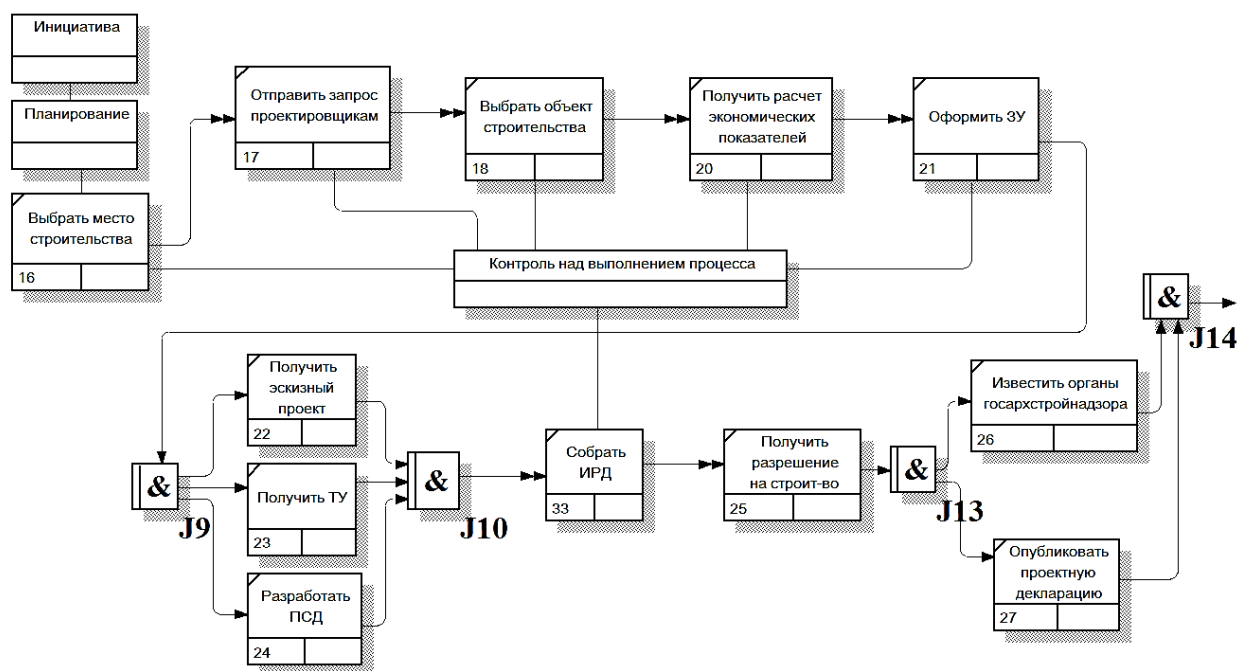 Инициатива
Планирование
Выбрать место
строительства
16
Отправить запрос
проектировщикам
17
Выбрать объект
строительства
18
Получить расчет
экономических
показателей
20
Оформить ЗУ
21
Контроль над выполнением процесса
&
J14
&
J9
Получить
эскизный
проект
22
Получить ТУ
23
Разработать
ПСД
24
&
J10
Собрать
ИРД
33
Получить
разрешение
на строит-во
25
&
J13
Известить органы
госархстройнадзора
26
Опубликовать
проектную
декларацию
27